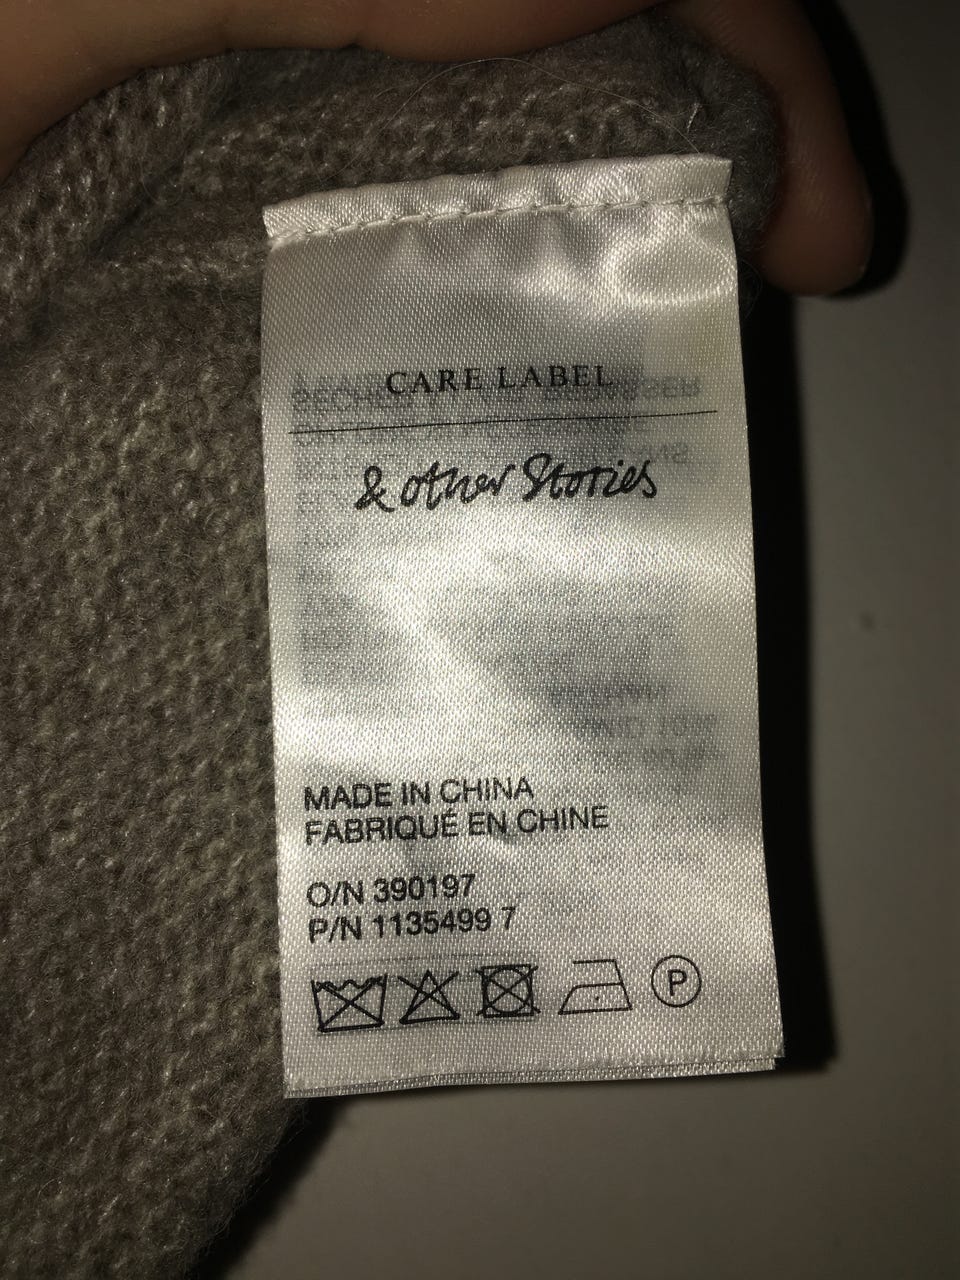 CARE LABEL
& other Stories
MADE IN CHINA
FABRIQUÉ EN CHINE
O/N 390197
P/N 1135499 7
P